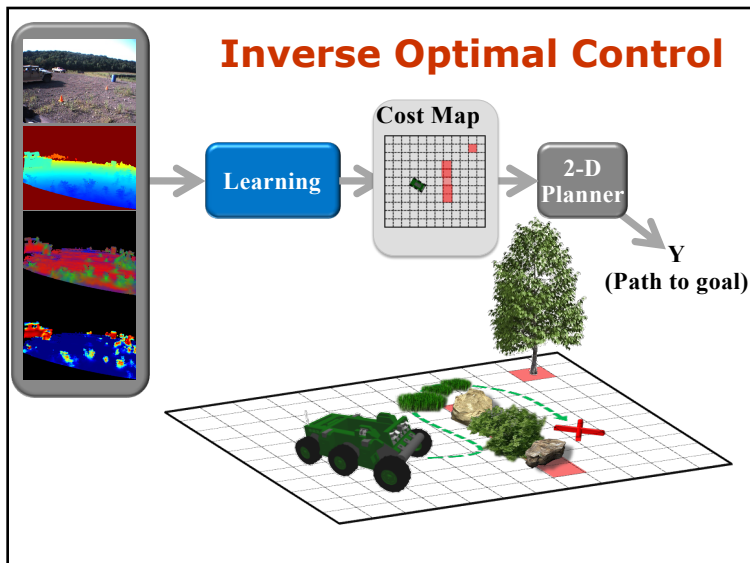 Inverse Optimal Control
Cost Map
Learning
2-D
Planner
Y
(Path to goal)